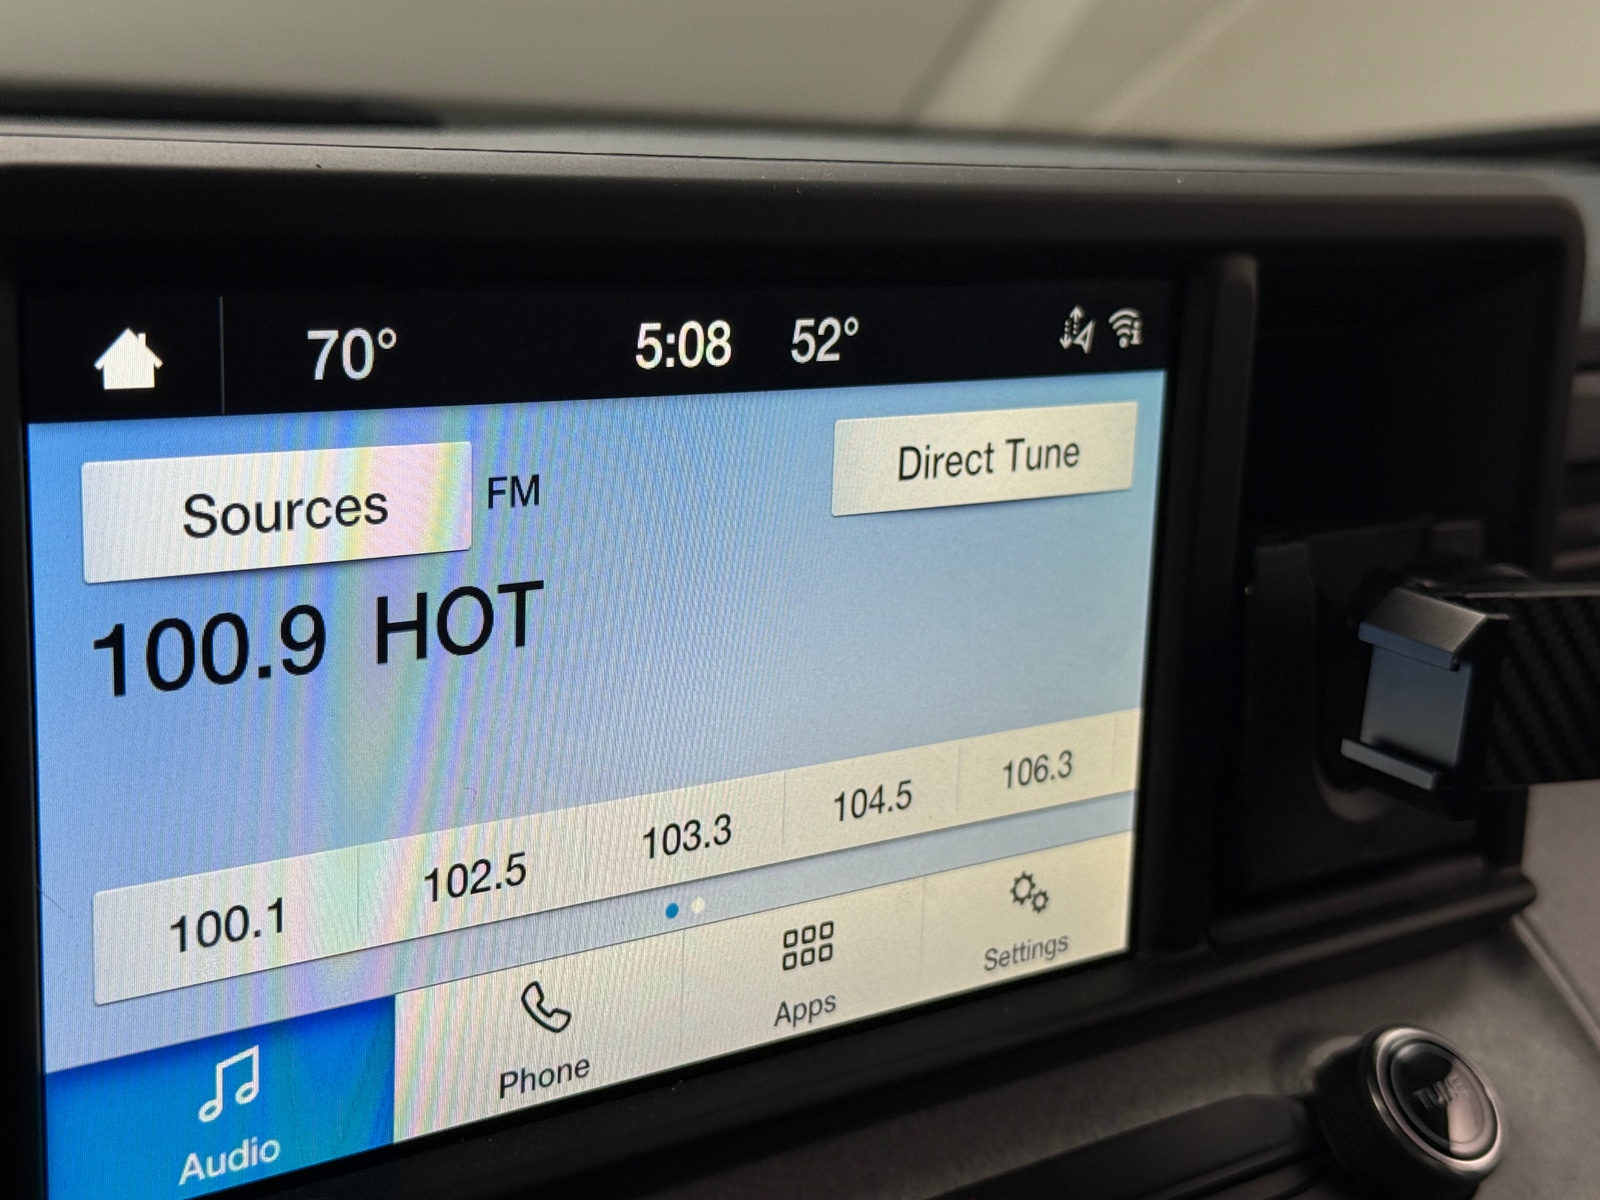 70° 5:08 52°
Sources FM Direct Tune
100.9 HOT
100.1 102.5 103.3 104.5 106.3
Audio Phone Apps Settings
TUNE